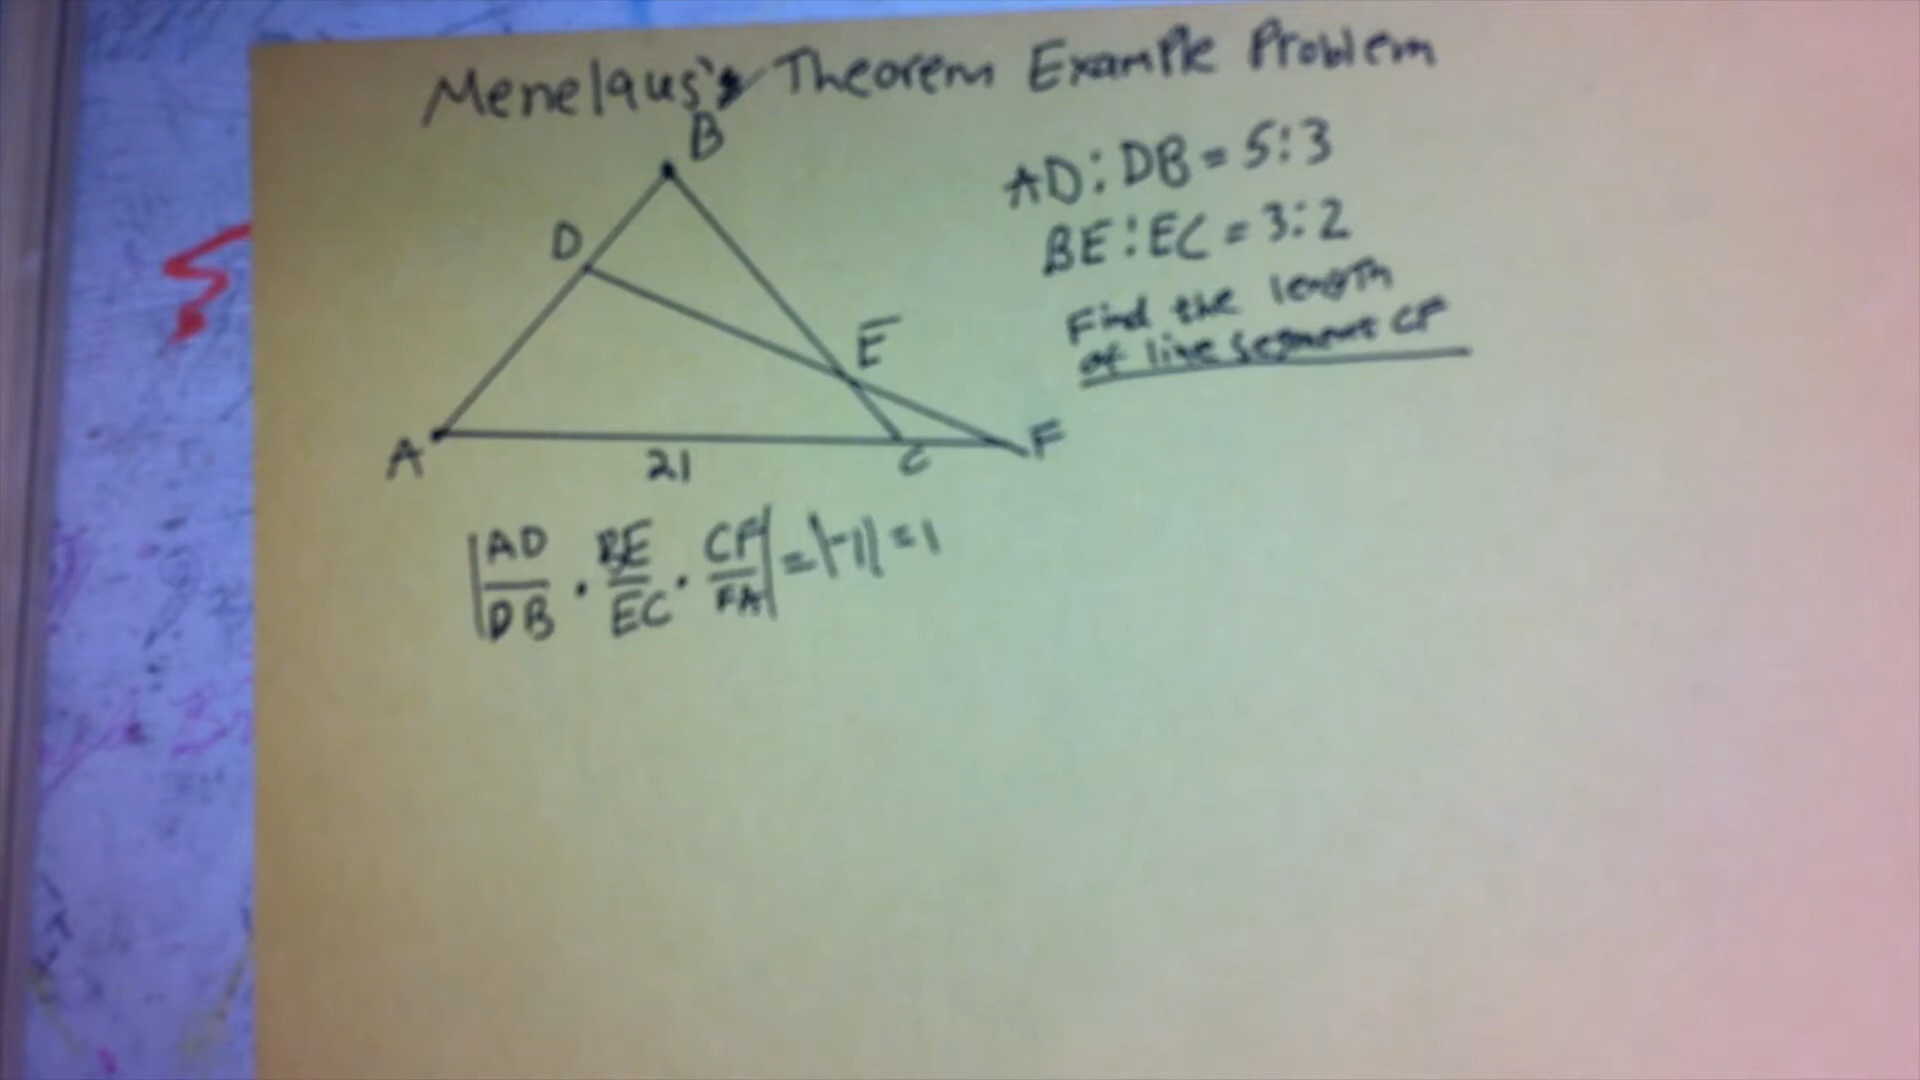 Menelaus's Theorem Example Problem
B
AD:DB = 5:3
D
BE:EC = 3:2
Find the length
of line segment CF
E
A
21
C
F
|AD/DB · BE/EC · CF/FA| = |-1| = 1